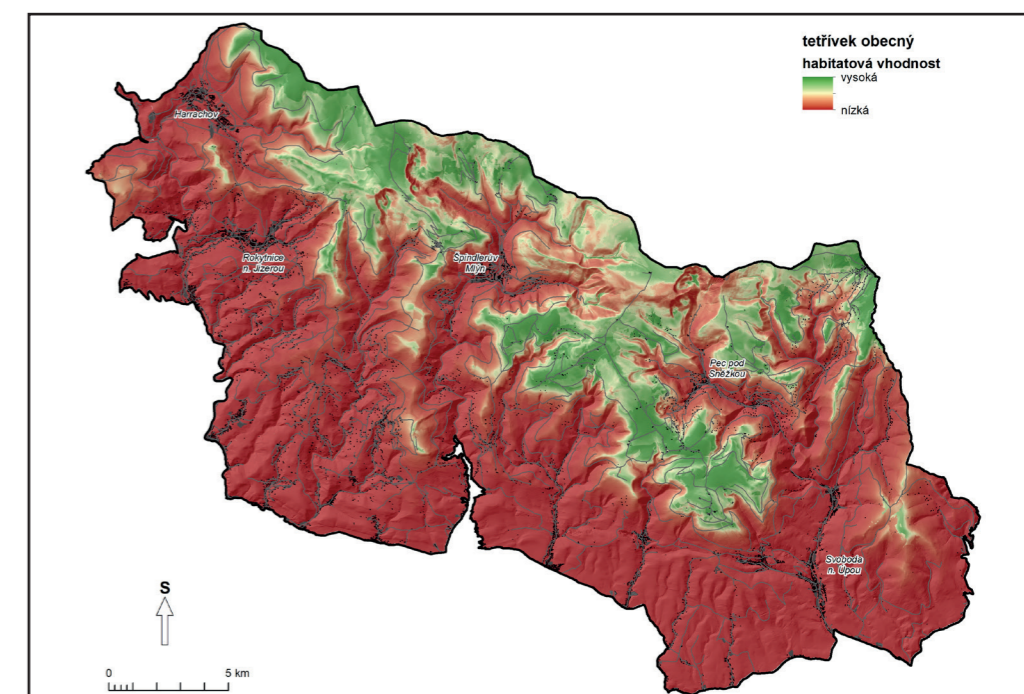 tetřívek obecný
habitatová vhodnost
vysoká
nízká
Harrachov
Rokytnice
n. Jizerou
Špindlerův
Mlýn
Pec pod
Sněžkou
Svoboda
n. Úpou
S
0 5 km